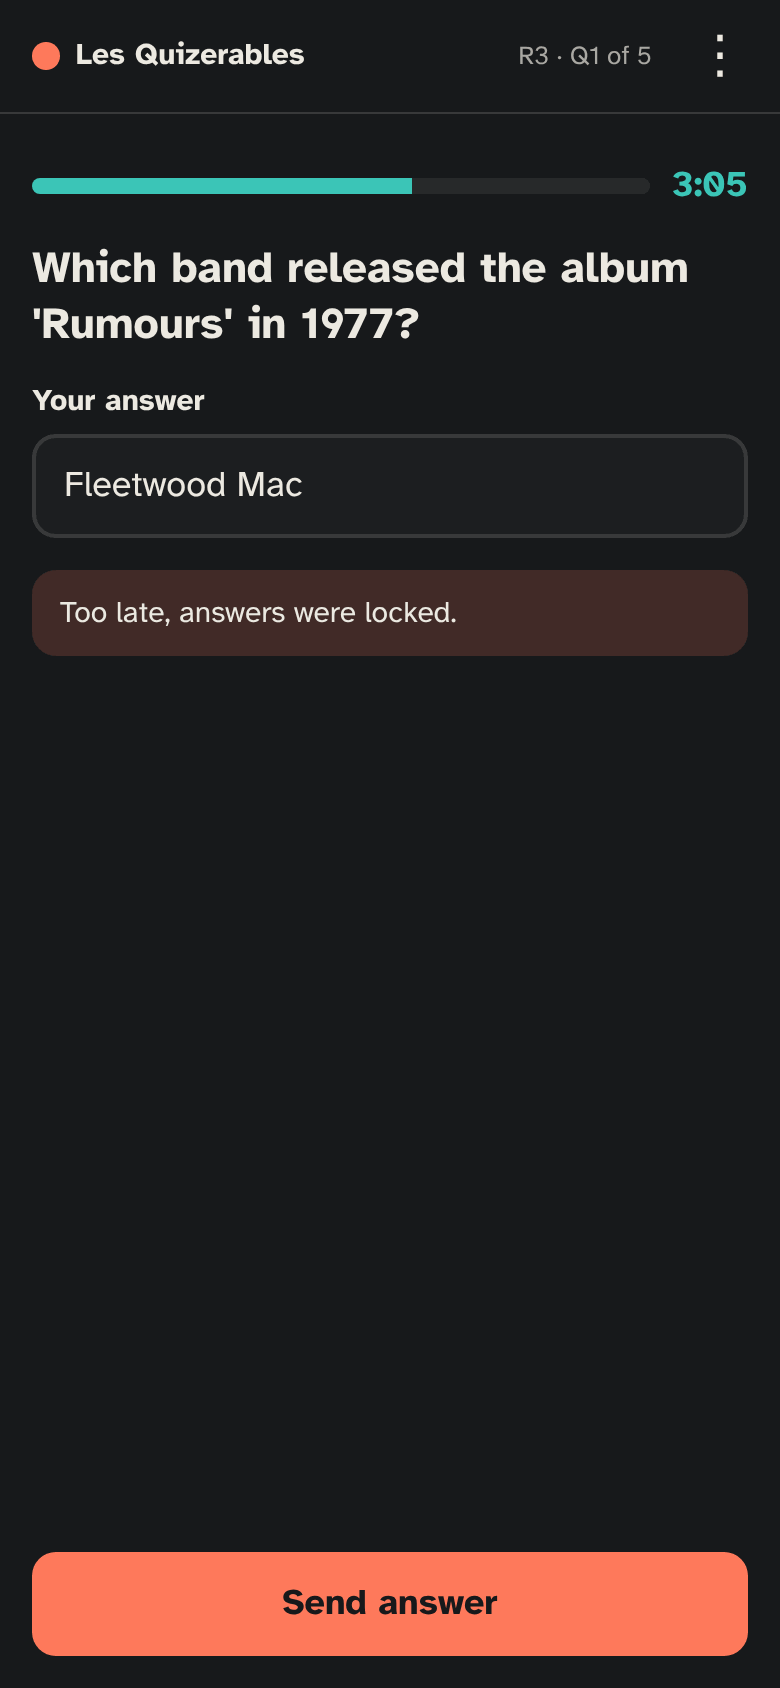 Les Quizerables
R3 · Q1 of 5
3:05
Which band released the album
'Rumours' in 1977?
Your answer
Fleetwood Mac
Too late, answers were locked.
Send answer